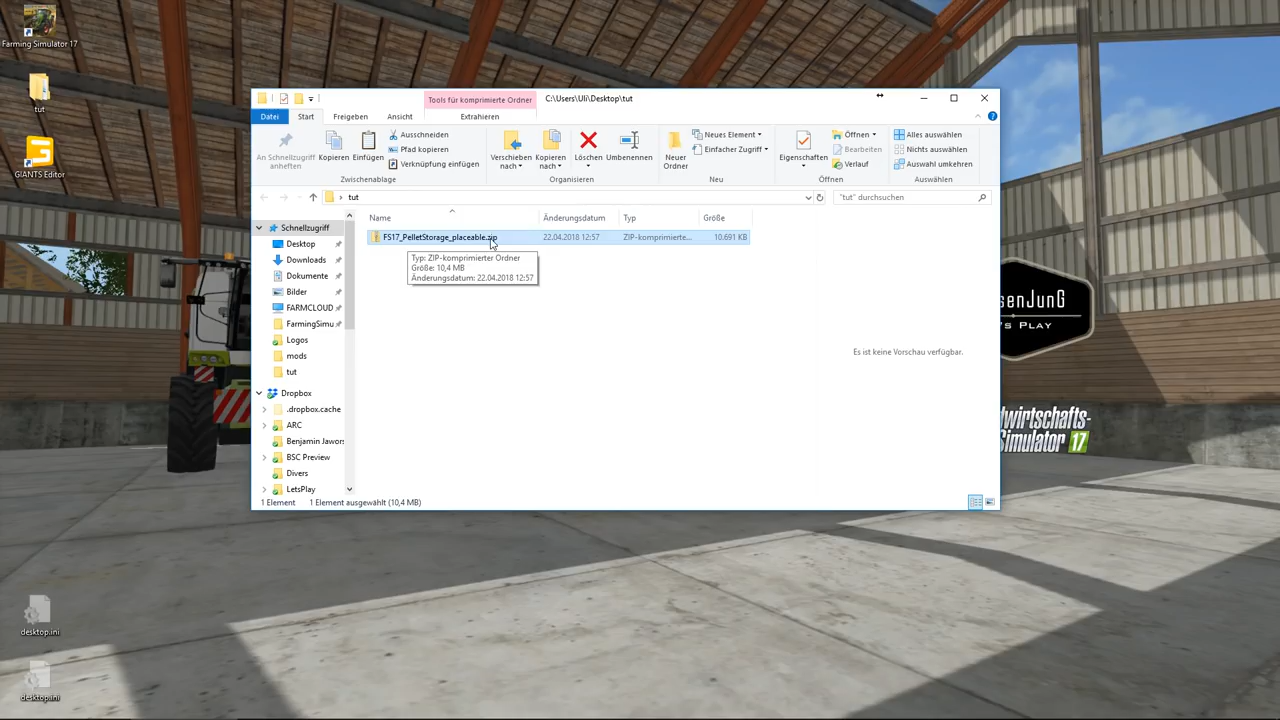 Farming Simulator 17
tut
GIANTS Editor
desktop.ini
desktop.ini
Tools für komprimierte Ordner
C:\Users\Uli\Desktop\tut
Datei
Start
Freigeben
Ansicht
Extrahieren
An Schnellzugriff
anheften
Kopieren
Einfügen
Ausschneiden
Pfad kopieren
Verknüpfung einfügen
Zwischenablage
Verschieben
nach
Kopieren
nach
Löschen
Umbenennen
Organisieren
Neuer
Ordner
Neues Element
Einfacher Zugriff
Neu
Eigenschaften
Öffnen
Bearbeiten
Verlauf
Öffnen
Alles auswählen
Nichts auswählen
Auswahl umkehren
Auswählen
tut
"tut" durchsuchen
Schnellzugriff
Desktop
Downloads
Dokumente
Bilder
FARMCLOUD
FarmingSimu
Logos
mods
tut
Dropbox
.dropbox.cache
ARC
Benjamin Jawors
BSC Preview
Divers
LetsPlay
Name
Änderungsdatum
Typ
Größe
FS17_PelletStorage_placeable.zip
22.04.2018 12:57
ZIP-komprimierte...
10.691 KB
Typ: ZIP-komprimierter Ordner
Größe: 10,4 MB
Änderungsdatum: 22.04.2018 12:57
Es ist keine Vorschau verfügbar.
1 Element
1 Element ausgewählt (10,4 MB)
senJunG
's PLAY
dwirtschafts-
Simulator 17